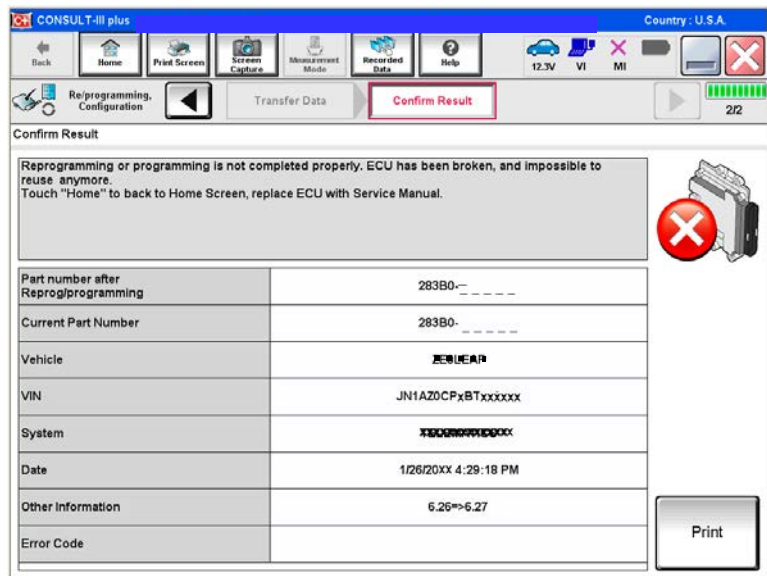 CONSULT-III plus
Country : U.S.A.
Back
Home
Print Screen
Screen
Capture
Measurement
Mode
Recorded
Data
Help
12.3V
VI
MI
Re/programming,
Configuration
Transfer Data
Confirm Result
2/2
Confirm Result
Reprogramming or programming is not completed properly. ECU has been broken, and impossible to
reuse anymore.
Touch "Home" to back to Home Screen, replace ECU with Service Manual.
Part number after
Reprog/programming
283B0-_ _ _ _ _
Current Part Number
283B0- _ _ _ _ _
Vehicle
VIN
JN1AZ0CPxBTxxxxxx
System
Date
1/26/20XX 4:29:18 PM
Other Information
6.26=>6.27
Error Code
Print